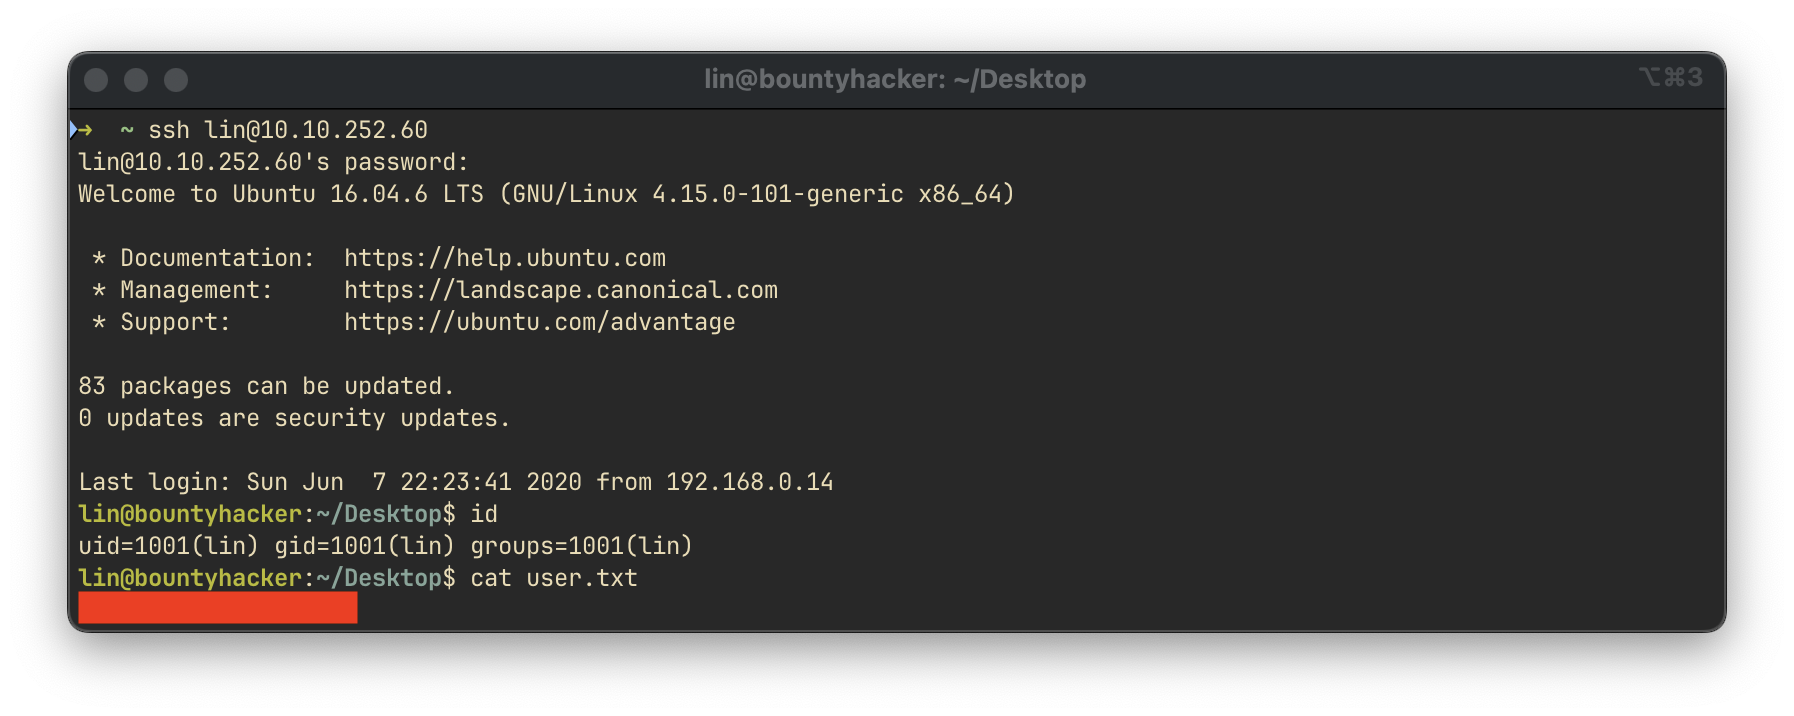 lin@bountyhacker: ~/Desktop ⌥⌘3
→ ~ ssh lin@10.10.252.60
lin@10.10.252.60's password:
Welcome to Ubuntu 16.04.6 LTS (GNU/Linux 4.15.0-101-generic x86_64)
* Documentation: https://help.ubuntu.com
* Management: https://landscape.canonical.com
* Support: https://ubuntu.com/advantage
83 packages can be updated.
0 updates are security updates.
Last login: Sun Jun 7 22:23:41 2020 from 192.168.0.14
lin@bountyhacker:~/Desktop$ id
uid=1001(lin) gid=1001(lin) groups=1001(lin)
lin@bountyhacker:~/Desktop$ cat user.txt